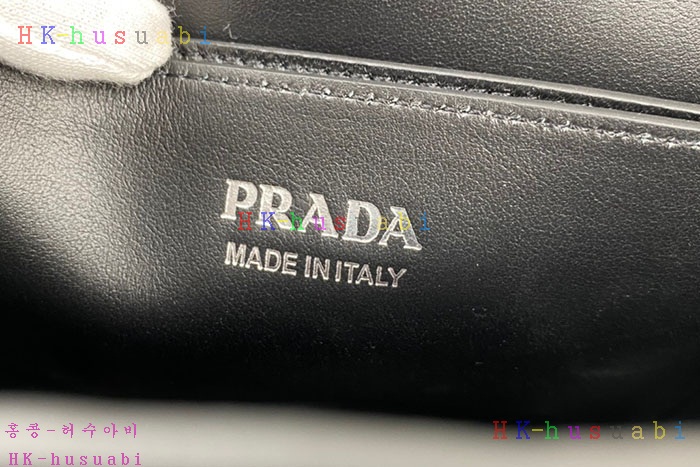 HK-husuabi
PRADA
HK-husuabi
MADE IN ITALY
홍콩-허수아비
HK-husuabi
HK-husuabi